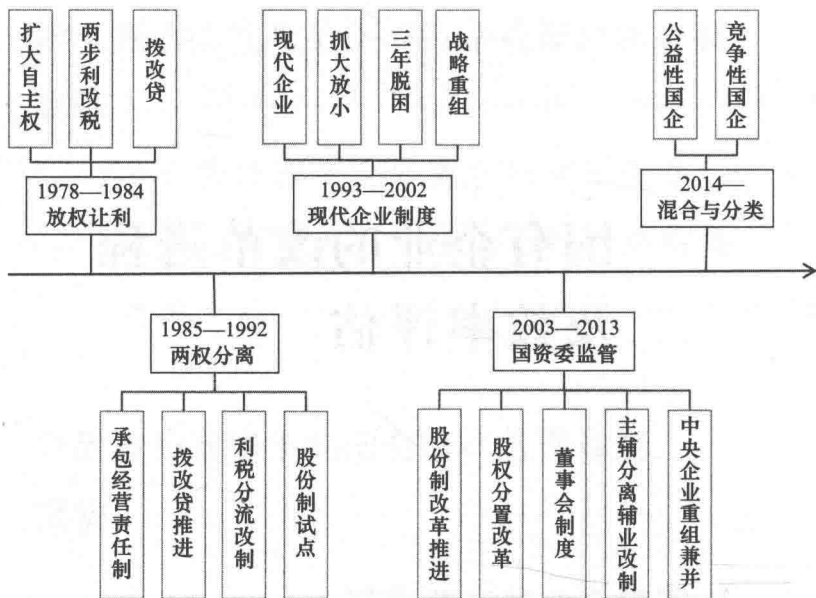 扩大自主权
两步利改税
拨改贷
现代企业
抓大放小
三年脱困
战略重组
公益性国企
竞争性国企
1978—1984
放权让利
1993—2002
现代企业制度
2014—
混合与分类
1985—1992
两权分离
2003—2013
国资委监管
承包经营责任制
拨改贷推进
利税分流改制
股份制试点
股份制改革推进
股权分置改革
董事会制度
主辅分离辅业改制
中央企业重组兼并